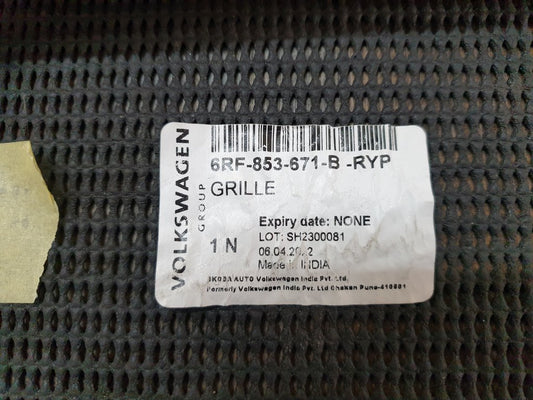 VOLKSWAGEN
GROUP
6RF-853-671-B -RYP
GRILLE
Expiry date: NONE
1 N
LOT: SH2300081
06.04.2022
Made in INDIA
SKODA AUTO Volkswagen India Pvt. Ltd.
Formerly Volkswagen India Pvt. Ltd Chakan Pune-410501